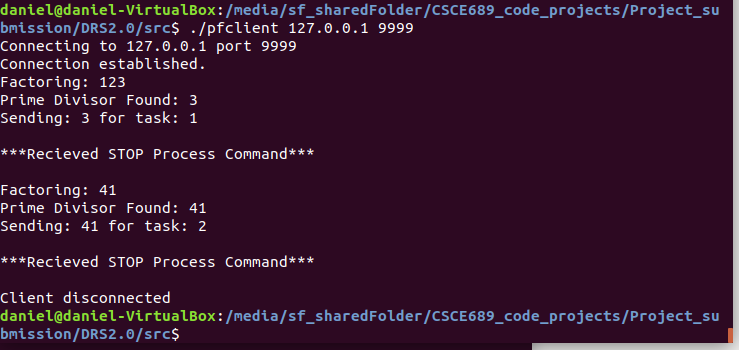 daniel@daniel-VirtualBox:/media/sf_sharedFolder/CSCE689_code_projects/Project_su
bmission/DRS2.0/src$ ./pfclient 127.0.0.1 9999
Connecting to 127.0.0.1 port 9999
Connection established.
Factoring: 123
Prime Divisor Found: 3
Sending: 3 for task: 1
***Recieved STOP Process Command***
Factoring: 41
Prime Divisor Found: 41
Sending: 41 for task: 2
***Recieved STOP Process Command***
Client disconnected
daniel@daniel-VirtualBox:/media/sf_sharedFolder/CSCE689_code_projects/Project_su
bmission/DRS2.0/src$